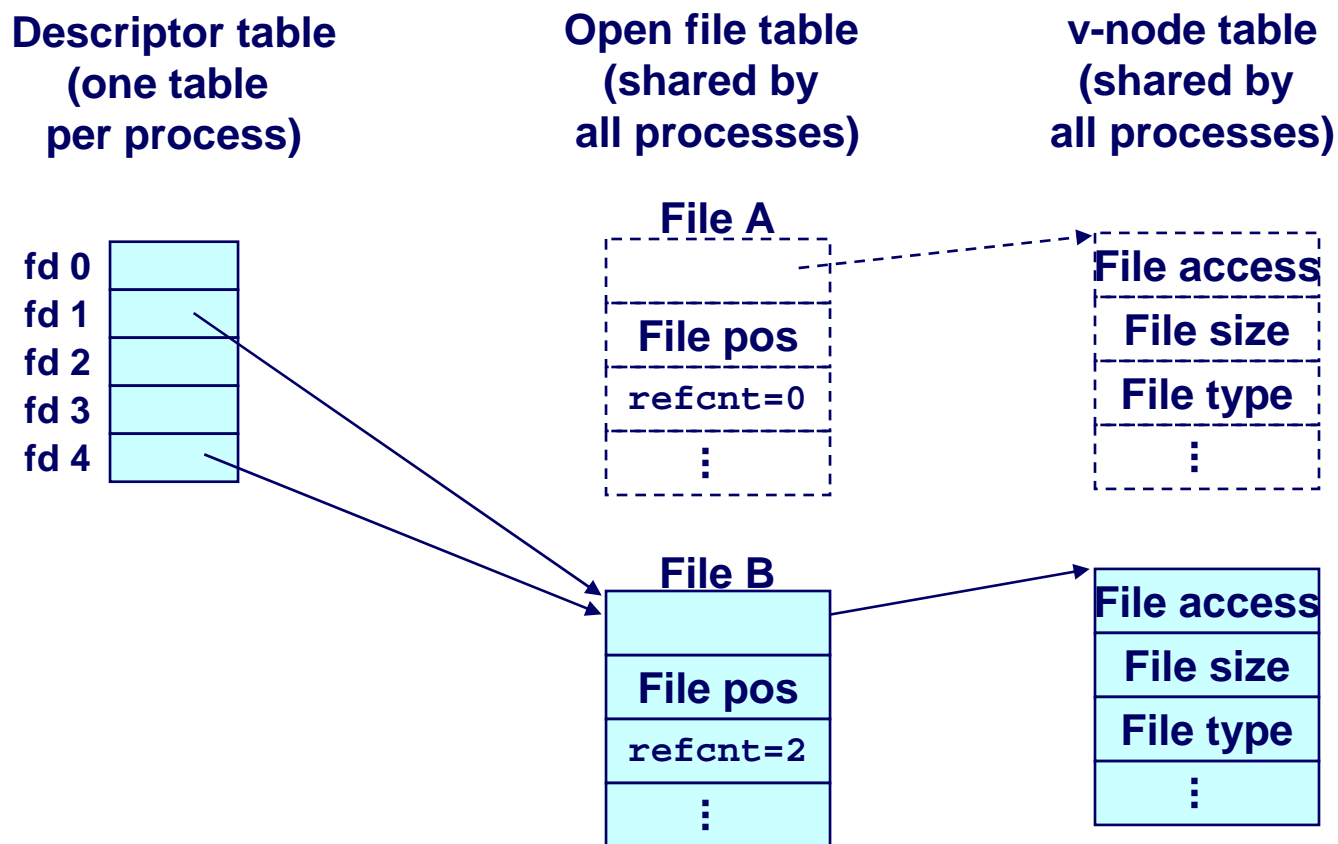 Descriptor table
(one table
per process)
Open file table
(shared by
all processes)
v-node table
(shared by
all processes)
fd 0
fd 1
fd 2
fd 3
fd 4
File A
File pos
refcnt=0
⋮
File access
File size
File type
⋮
File B
File pos
refcnt=2
⋮
File access
File size
File type
⋮